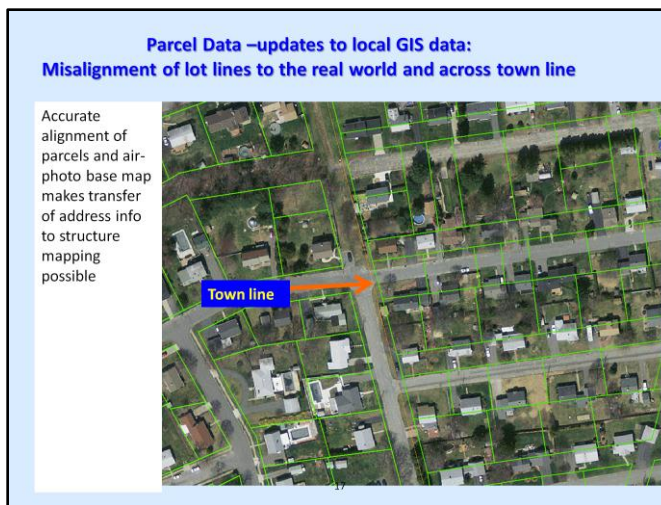 Parcel Data –updates to local GIS data:
Misalignment of lot lines to the real world and across town line
Accurate
alignment of
parcels and air-
photo base map
makes transfer
of address info
to structure
mapping
possible
Town line
17